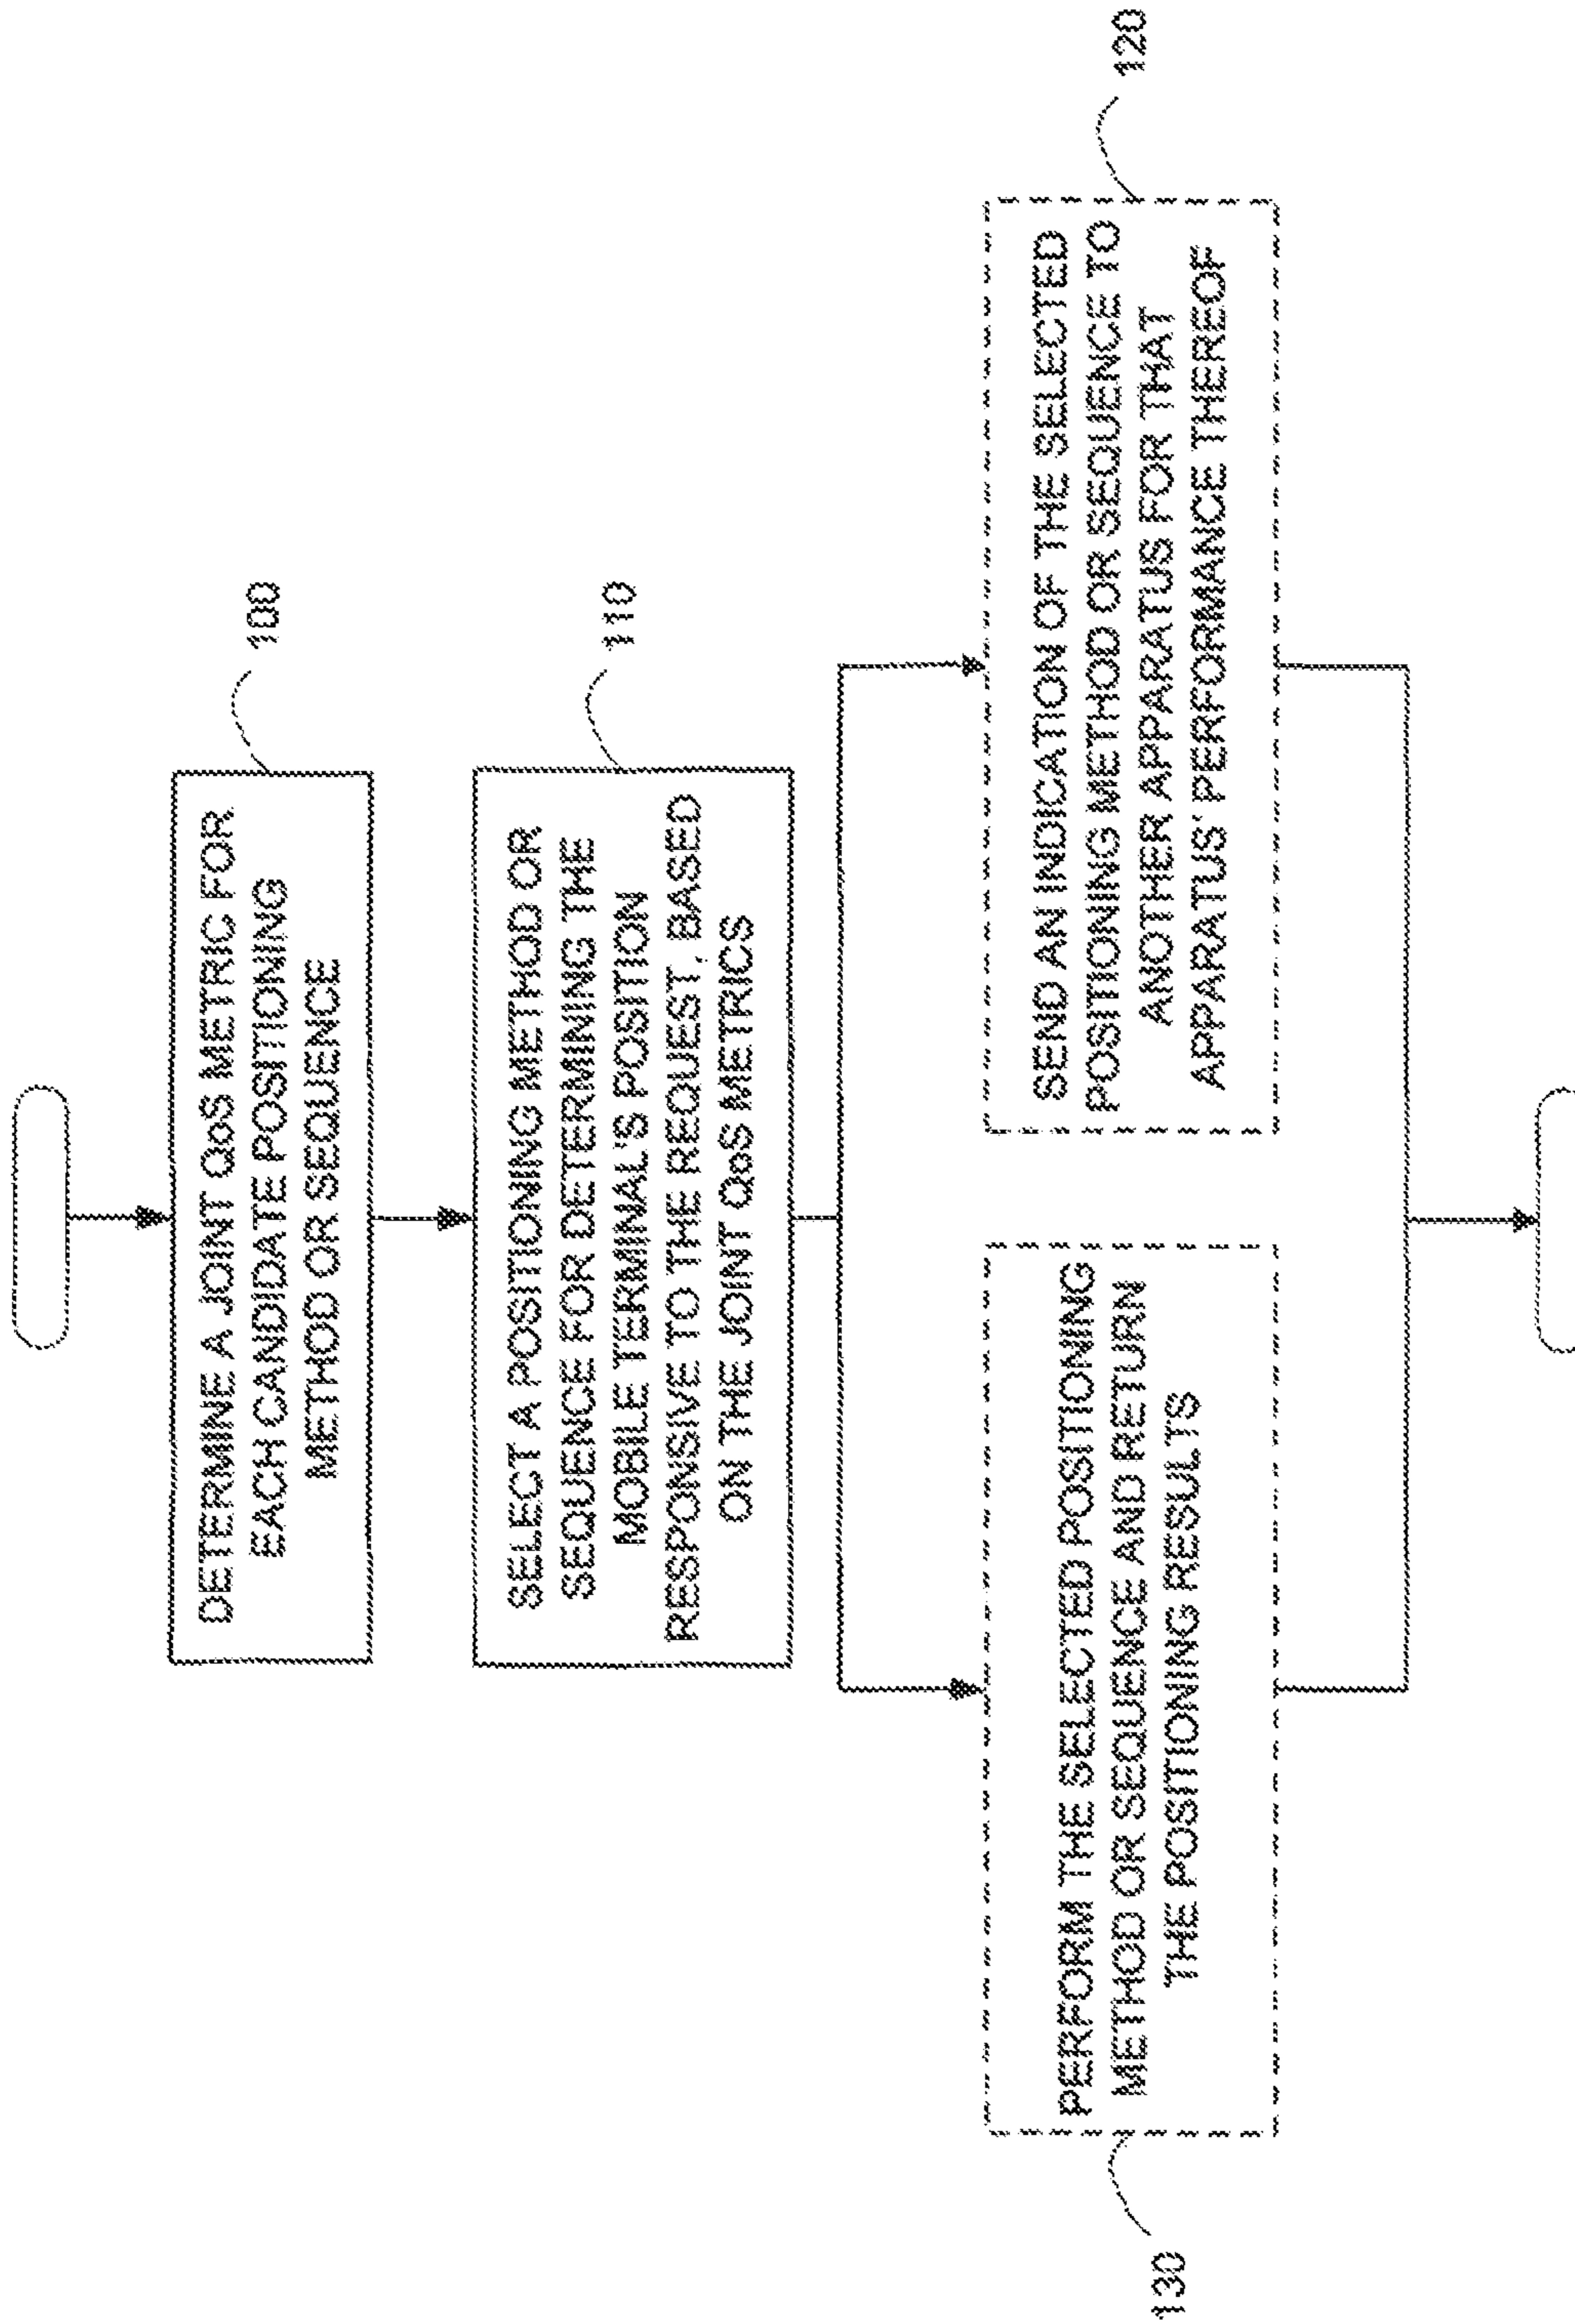 DETERMINE A JOINT QoS METRIC FOR
EACH CANDIDATE POSITIONING
METHOD OR SEQUENCE
100
SELECT A POSITIONING METHOD OR
SEQUENCE FOR DETERMINING THE
MOBILE TERMINAL'S POSITION
RESPONSIVE TO THE REQUEST, BASED
ON THE JOINT QoS METRICS
110
PERFORM THE SELECTED POSITIONING
METHOD OR SEQUENCE AND RETURN
THE POSITIONING RESULTS
130
SEND AN INDICATION OF THE SELECTED
POSITIONING METHOD OR SEQUENCE TO
ANOTHER APPARATUS FOR THAT
APPARATUS' PERFORMANCE THEREOF
120